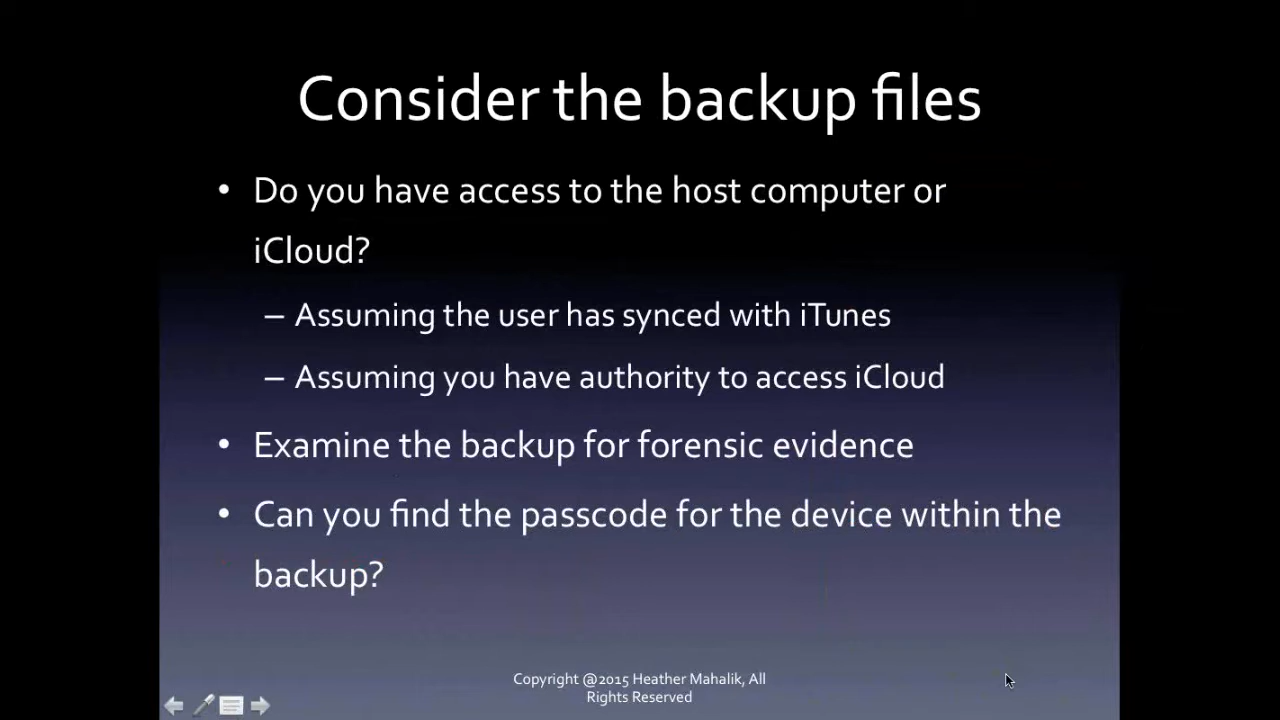 Consider the backup files
• Do you have access to the host computer or
iCloud?
– Assuming the user has synced with iTunes
– Assuming you have authority to access iCloud
• Examine the backup for forensic evidence
• Can you find the passcode for the device within the
backup?
Copyright @2015 Heather Mahalik, All
Rights Reserved